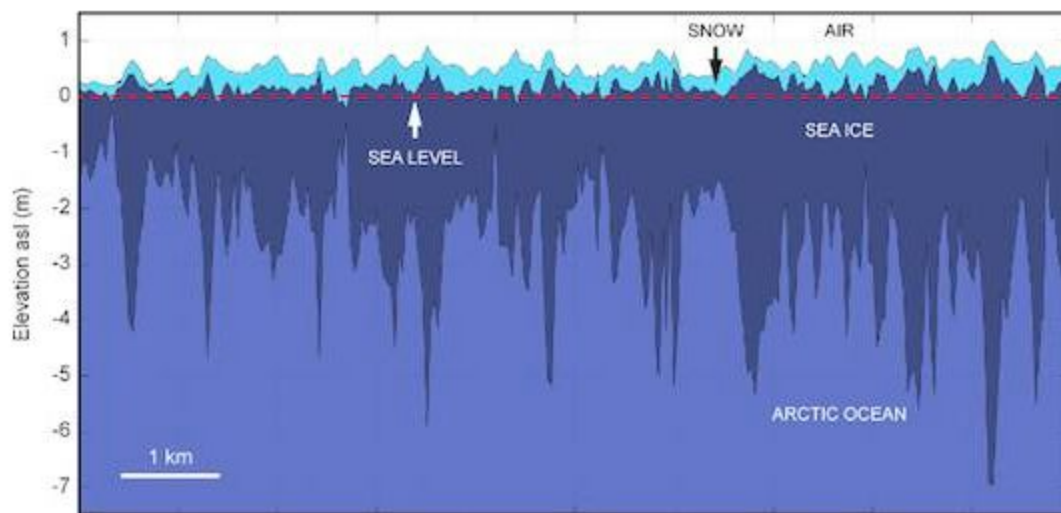 SNOW AIR
1
0
SEA ICE
SEA LEVEL
-1
-2
-3
-4
-5
-6
-7
Elevation asl (m)
ARCTIC OCEAN
1 km